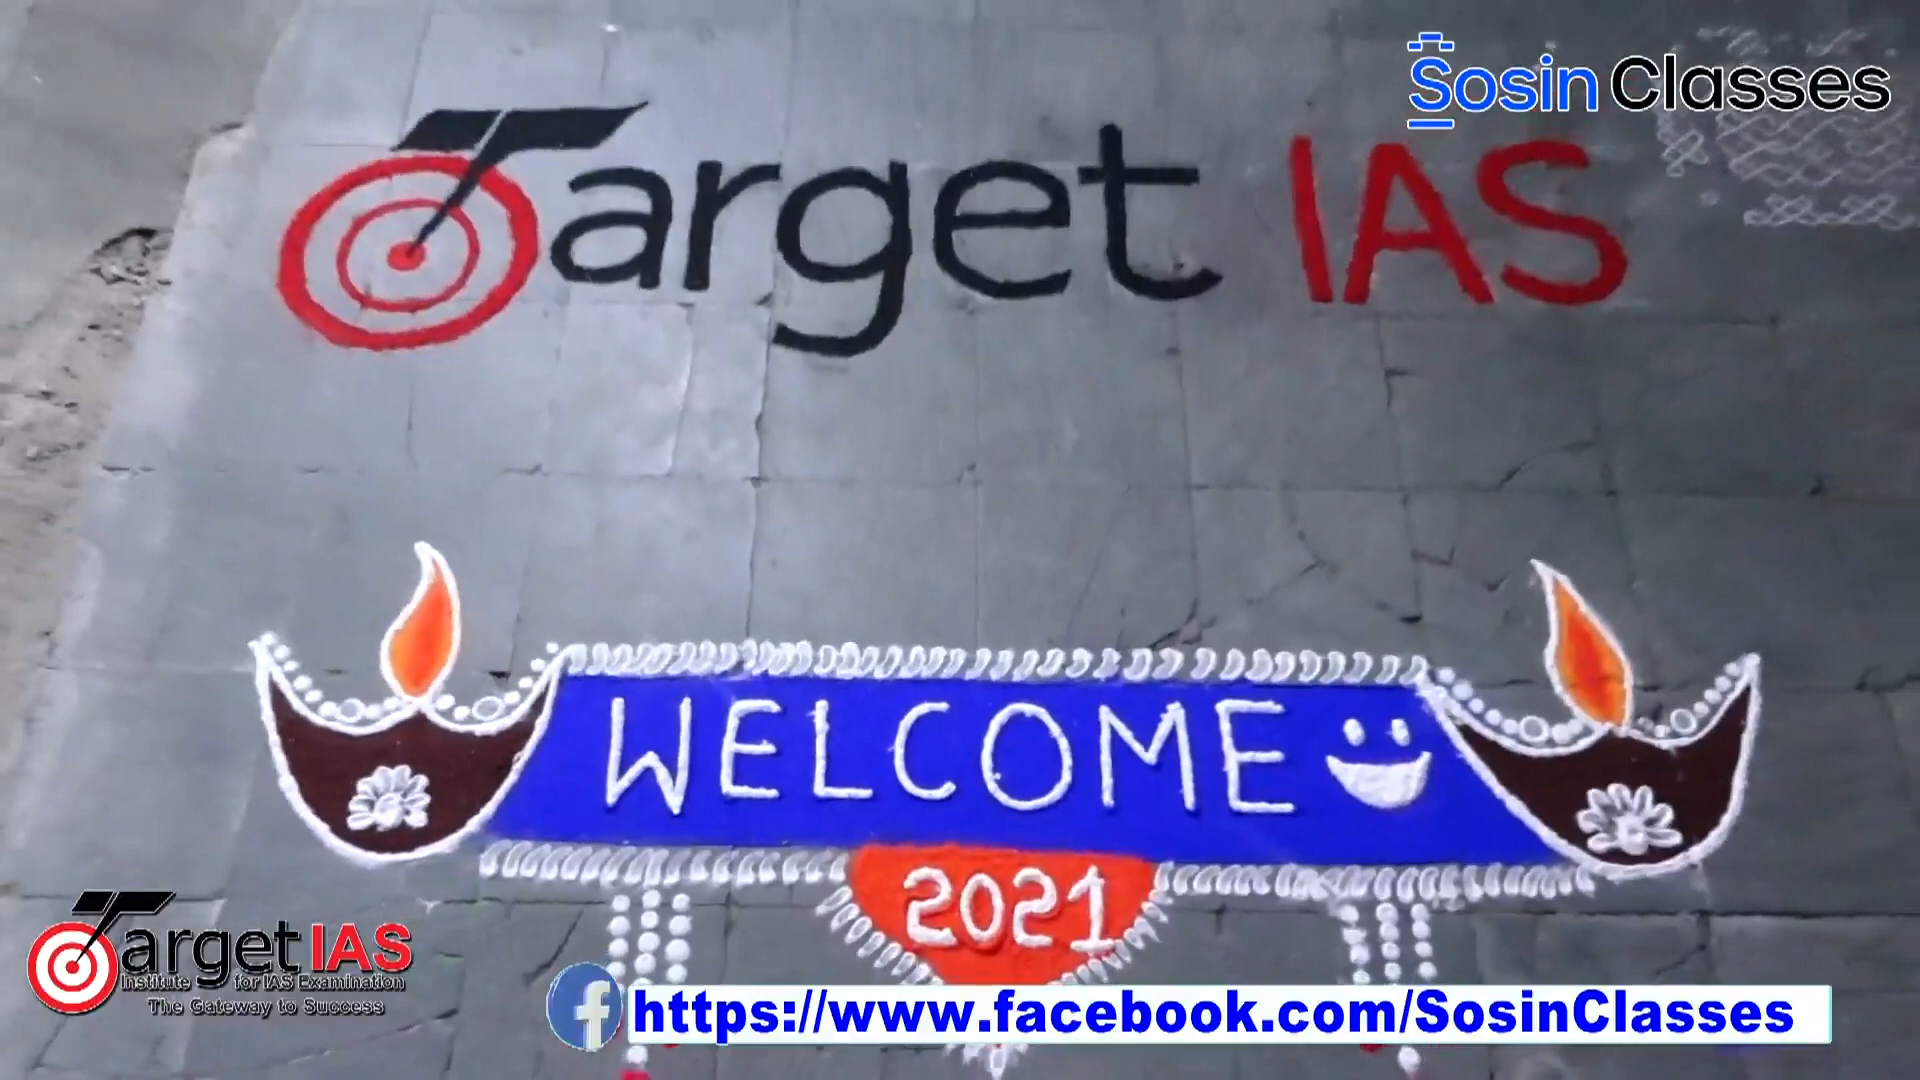 Sosin Classes
Target IAS
WELCOME
2021
Target IAS
Institute for IAS Examination
The Gateway to Success
https://www.facebook.com/SosinClasses